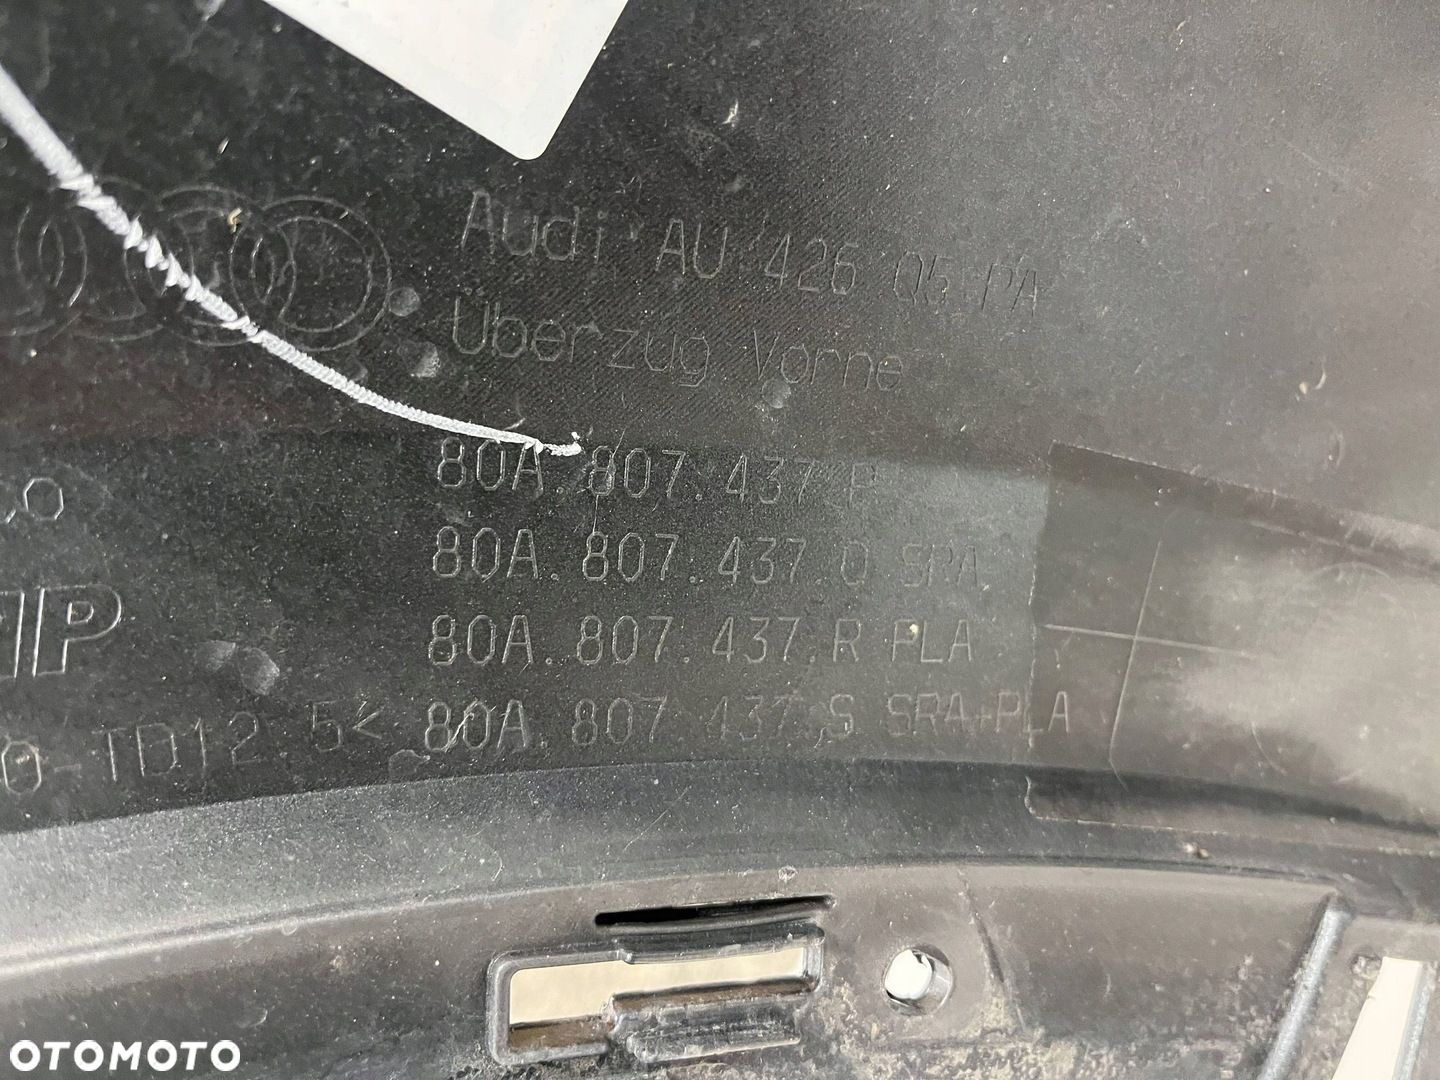 Audi AU 426 Q5 PA
Überzug Vorne
80A.807.437 P
80A.807.437.Q SRA
80A.807.437.R PLA
80A.807.437.S SRA+PLA
TD12.5<
OTOMOTO